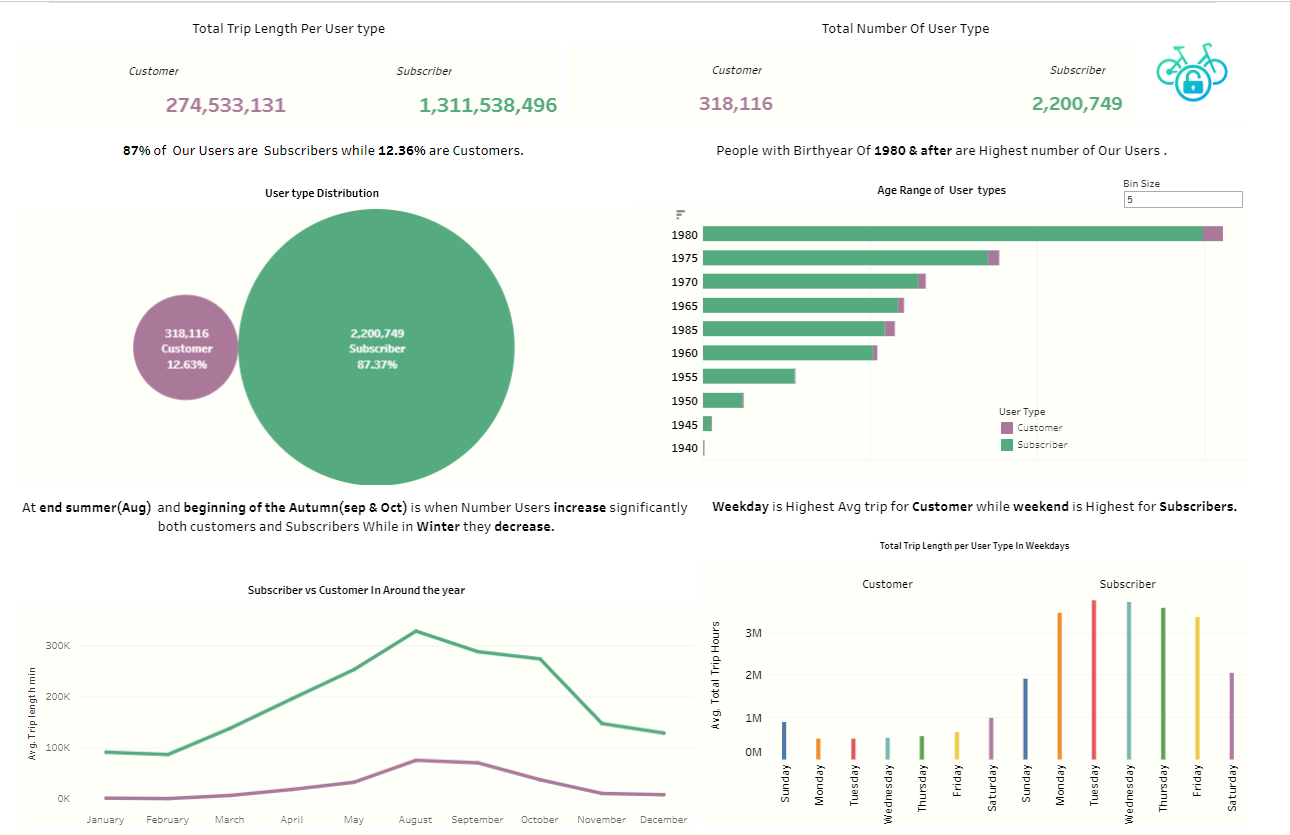 Total Trip Length Per User type
Customer
Subscriber
274,533,131
1,311,538,496
Total Number Of User Type
Customer
Subscriber
318,116
2,200,749
87% of Our Users are Subscribers while 12.36% are Customers.
People with Birthyear Of 1980 & after are Highest number of Our Users .
User type Distribution
318,116
Customer
12.63%
2,200,749
Subscriber
87.37%
Age Range of User types
Bin Size
5
1980
1975
1970
1965
1985
1960
1955
1950
1945
1940
User Type
Customer
Subscriber
At end summer(Aug) and beginning of the Autumn(sep & Oct) is when Number Users increase significantly
both customers and Subscribers While in Winter they decrease.
Weekday is Highest Avg trip for Customer while weekend is Highest for Subscribers.
Subscriber vs Customer In Around the year
Avg. Trip length min
300K
200K
100K
0K
January
February
March
April
May
August
September
October
November
December
Total Trip Length per User Type In Weekdays
Customer
Subscriber
Avg. Total Trip Hours
3M
2M
1M
0M
Sunday
Monday
Tuesday
Wednesday
Thursday
Friday
Saturday
Sunday
Monday
Tuesday
Wednesday
Thursday
Friday
Saturday